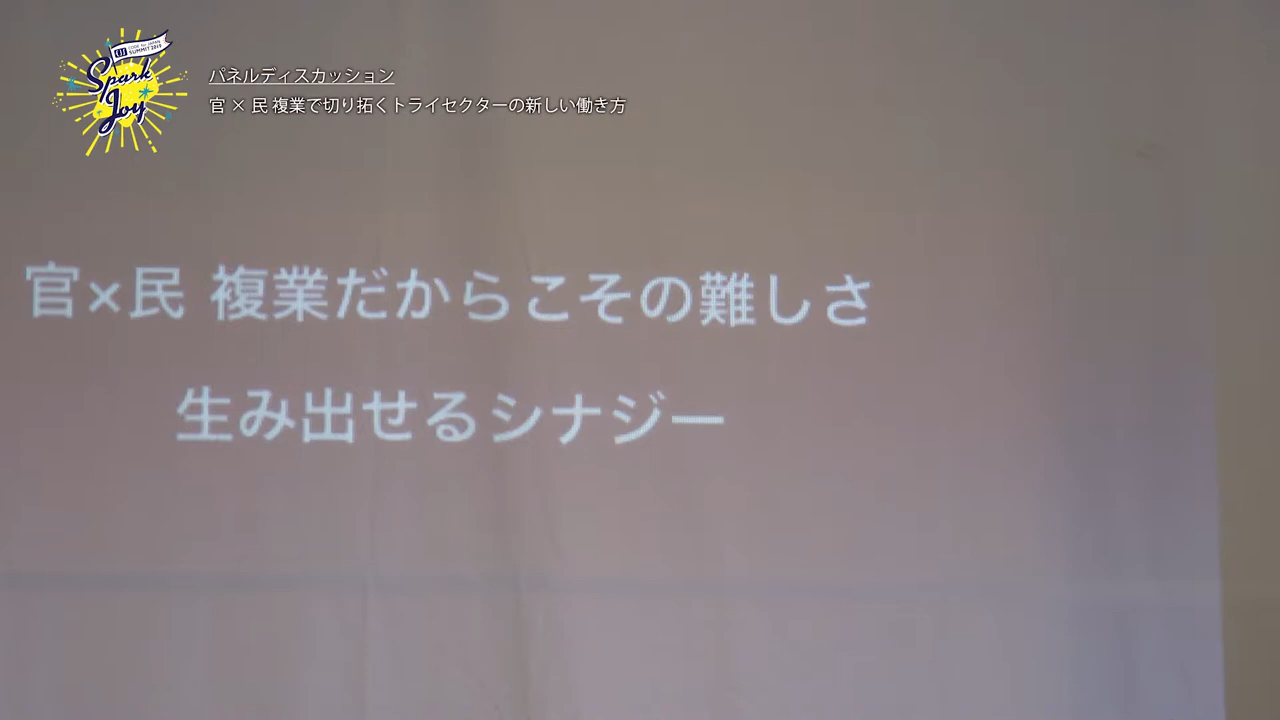 CODE for JAPAN
SUMMIT 2019
Spark
Joy
パネルディスカッション
官 × 民 複業で切り拓くトライセクターの新しい働き方
官×民 複業だからこその難しさ
生み出せるシナジー